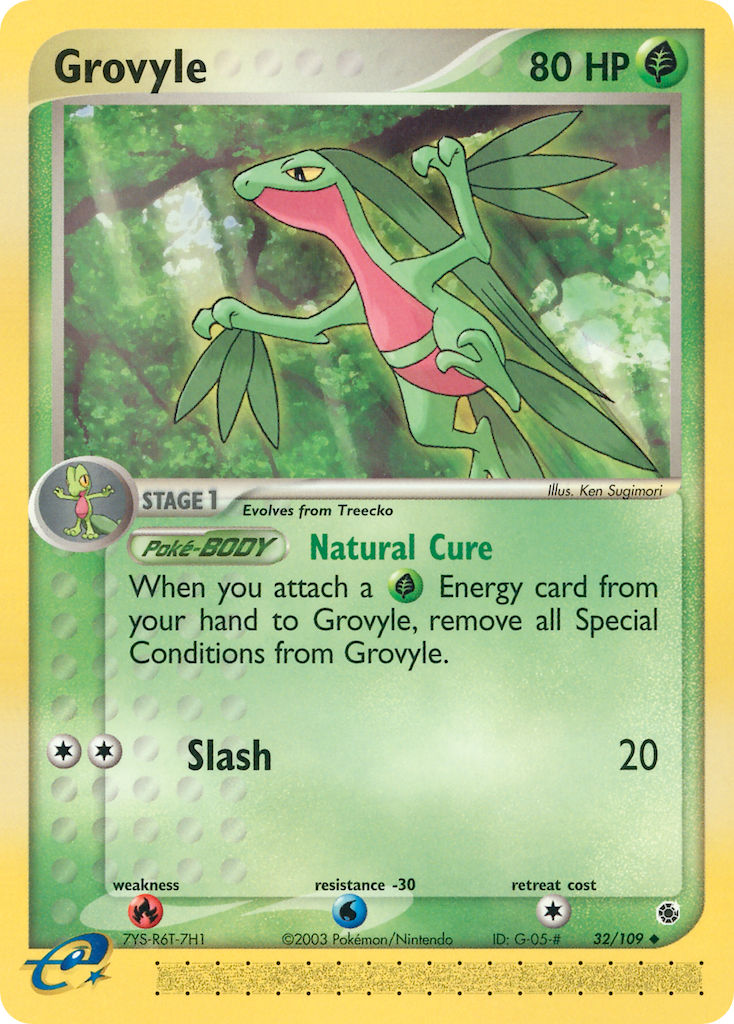 Grovyle 80 HP
Illus. Ken Sugimori
STAGE 1
Evolves from Treecko
Poké-BODY Natural Cure
When you attach a Energy card from
your hand to Grovyle, remove all Special
Conditions from Grovyle.
Slash 20
weakness resistance -30 retreat cost
7YS-R6T-7H1 ©2003 Pokémon/Nintendo ID: G-05-# 32/109
e